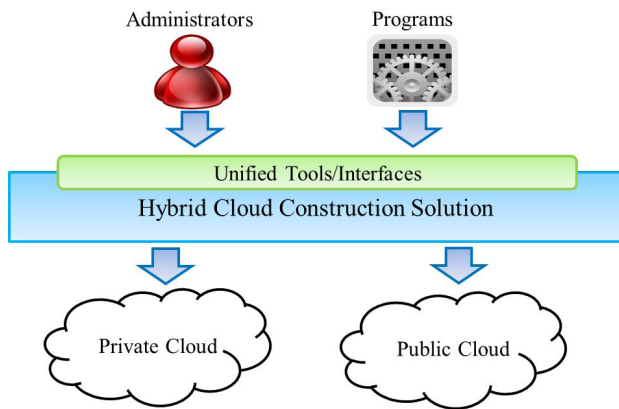 Administrators
Programs
Unified Tools/Interfaces
Hybrid Cloud Construction Solution
Private Cloud
Public Cloud